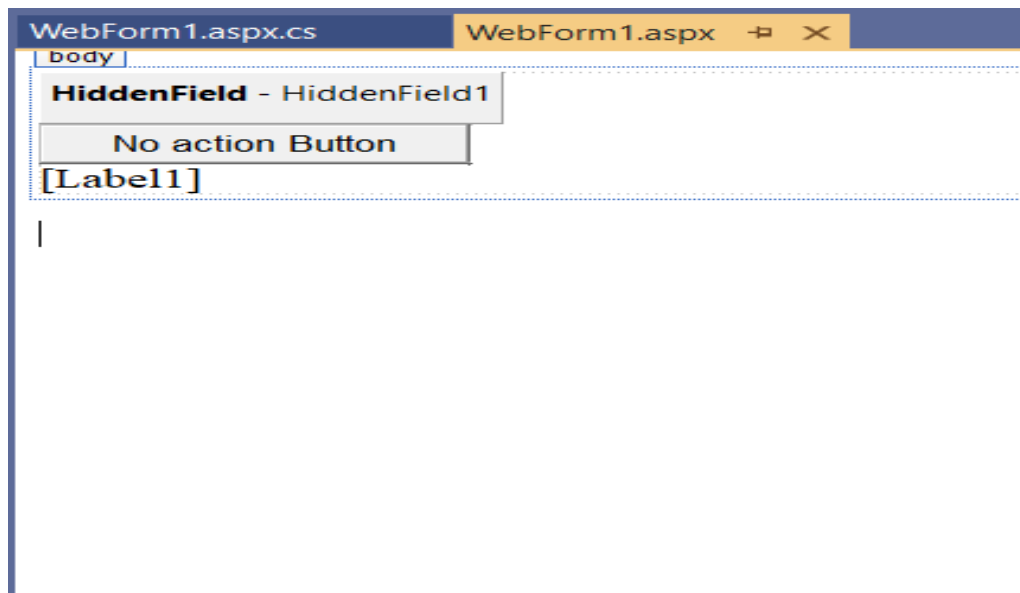 WebForm1.aspx.cs WebForm1.aspx
body
HiddenField - HiddenField1
No action Button
[Label1]